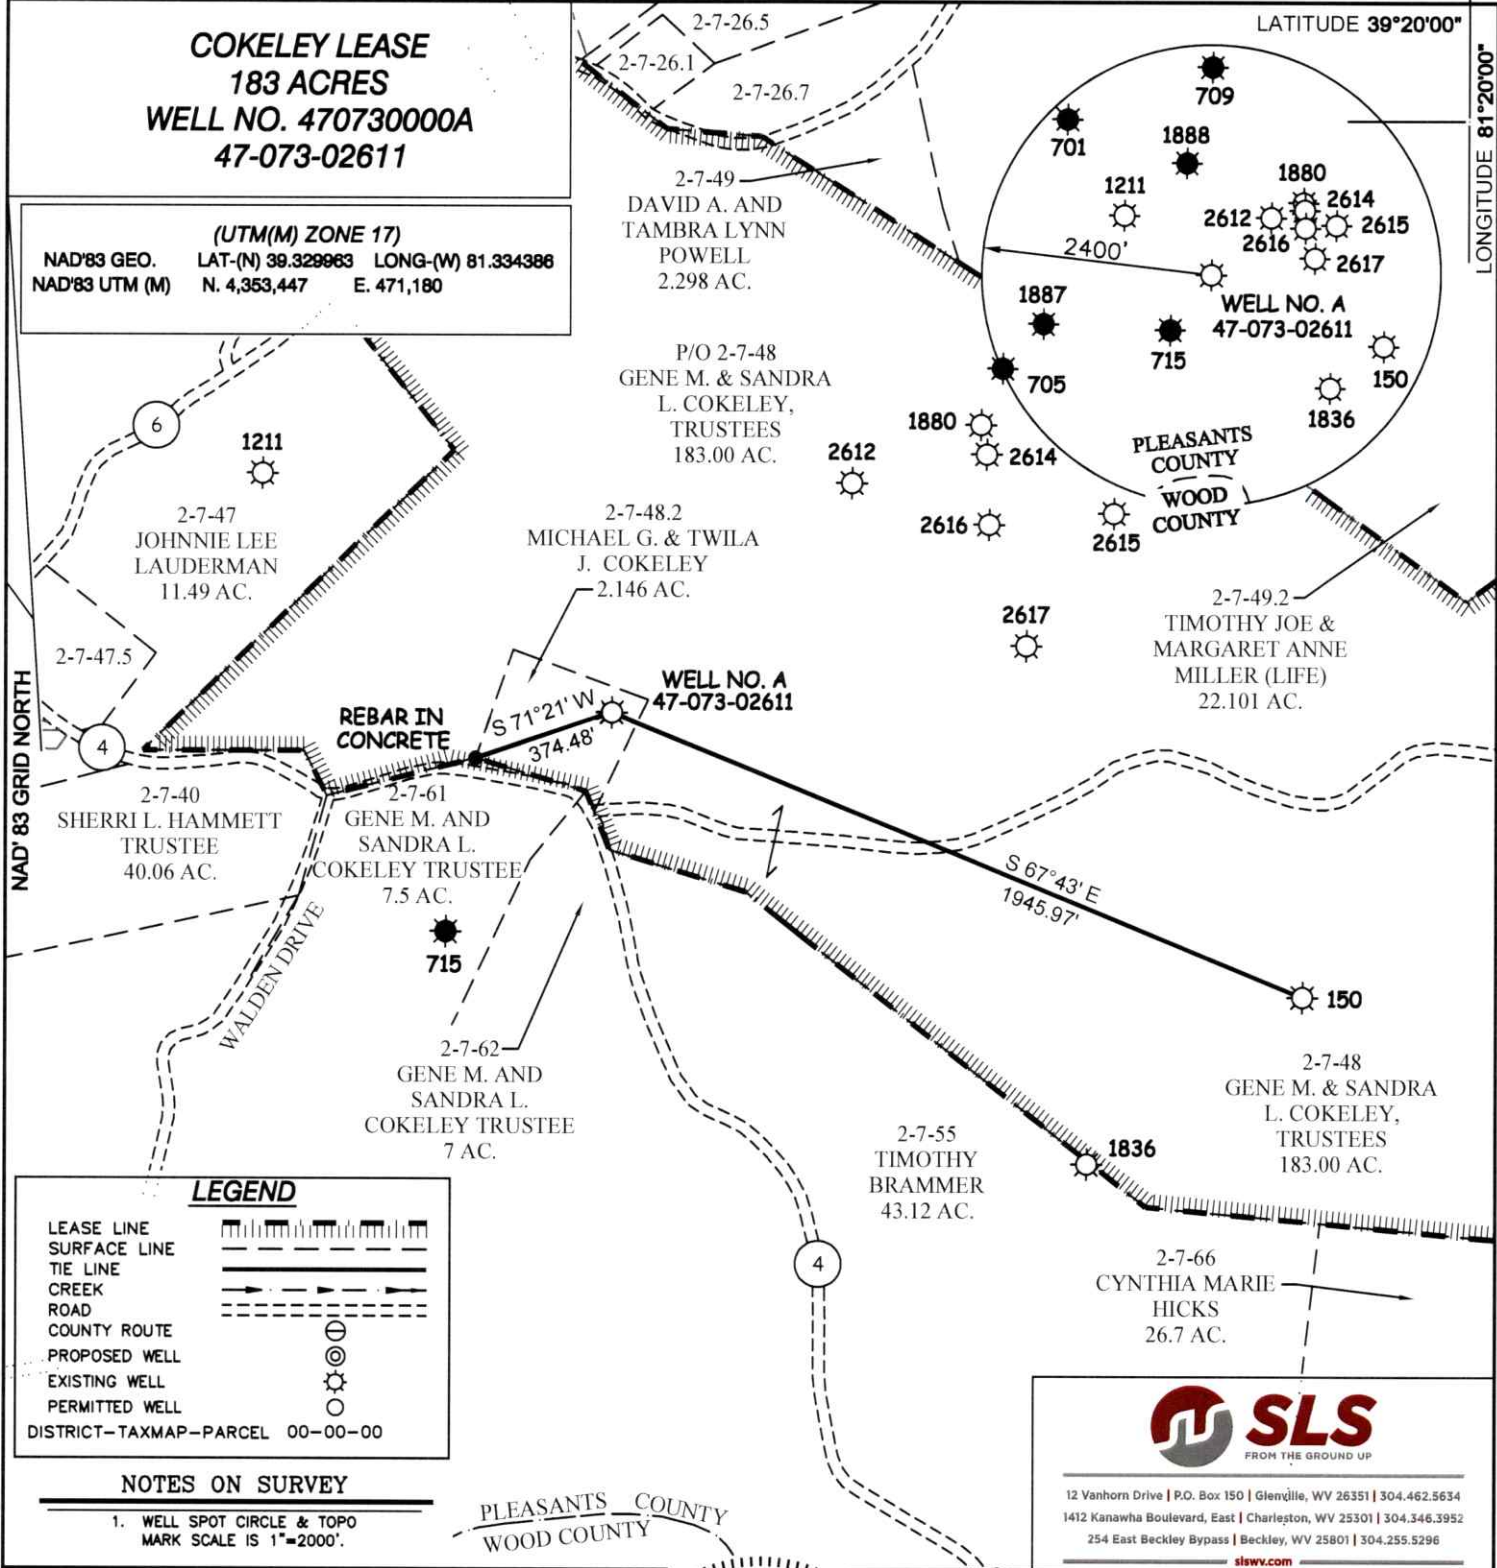 COKELEY LEASE
183 ACRES
WELL NO. 470730000A
47-073-02611
(UTM(M) ZONE 17)
NAD'83 GEO. LAT-(N) 39.329963 LONG-(W) 81.334386
NAD'83 UTM (M) N. 4,353,447 E. 471,180
2-7-26.5
2-7-26.1
2-7-26.7
LATITUDE 39°20'00"
LONGITUDE 81°20'00"
709
701
1888
1211
1880
2614
2612
2615
2616
2617
2400'
WELL NO. A
47-073-02611
1887
715
705
150
1836
PLEASANTS
COUNTY
WOOD
COUNTY
2-7-49
DAVID A. AND
TAMBRA LYNN
POWELL
2.298 AC.
P/O 2-7-48
GENE M. & SANDRA
L. COKELEY,
TRUSTEES
183.00 AC.
6
1211
2-7-47
JOHNNIE LEE
LAUDERMAN
11.49 AC.
2612
1880
2614
2616
2615
2617
2-7-48.2
MICHAEL G. & TWILA
J. COKELEY
2.146 AC.
2-7-49.2
TIMOTHY JOE &
MARGARET ANNE
MILLER (LIFE)
22.101 AC.
2-7-47.5
NAD' 83 GRID NORTH
4
REBAR IN
CONCRETE
S 71°21' W
374.48'
WELL NO. A
47-073-02611
2-7-40
SHERRI L. HAMMETT
TRUSTEE
40.06 AC.
2-7-61
GENE M. AND
SANDRA L.
COKELEY TRUSTEE
7.5 AC.
715
WALDEN DRIVE
S 67°43' E
1945.97'
150
2-7-62
GENE M. AND
SANDRA L.
COKELEY TRUSTEE
7 AC.
2-7-48
GENE M. & SANDRA
L. COKELEY,
TRUSTEES
183.00 AC.
2-7-55
TIMOTHY
BRAMMER
43.12 AC.
1836
4
2-7-66
CYNTHIA MARIE
HICKS
26.7 AC.
LEGEND
LEASE LINE
SURFACE LINE
TIE LINE
CREEK
ROAD
COUNTY ROUTE
PROPOSED WELL
EXISTING WELL
PERMITTED WELL
DISTRICT-TAXMAP-PARCEL 00-00-00
NOTES ON SURVEY
1. WELL SPOT CIRCLE & TOPO
MARK SCALE IS 1"=2000'.
PLEASANTS COUNTY
WOOD COUNTY
SLS
FROM THE GROUND UP
12 Vanhorn Drive | P.O. Box 150 | Glenville, WV 26351 | 304.462.5634
1412 Kanawha Boulevard, East | Charleston, WV 25301 | 304.346.3952
254 East Beckley Bypass | Beckley, WV 25801 | 304.255.5296
slswv.com